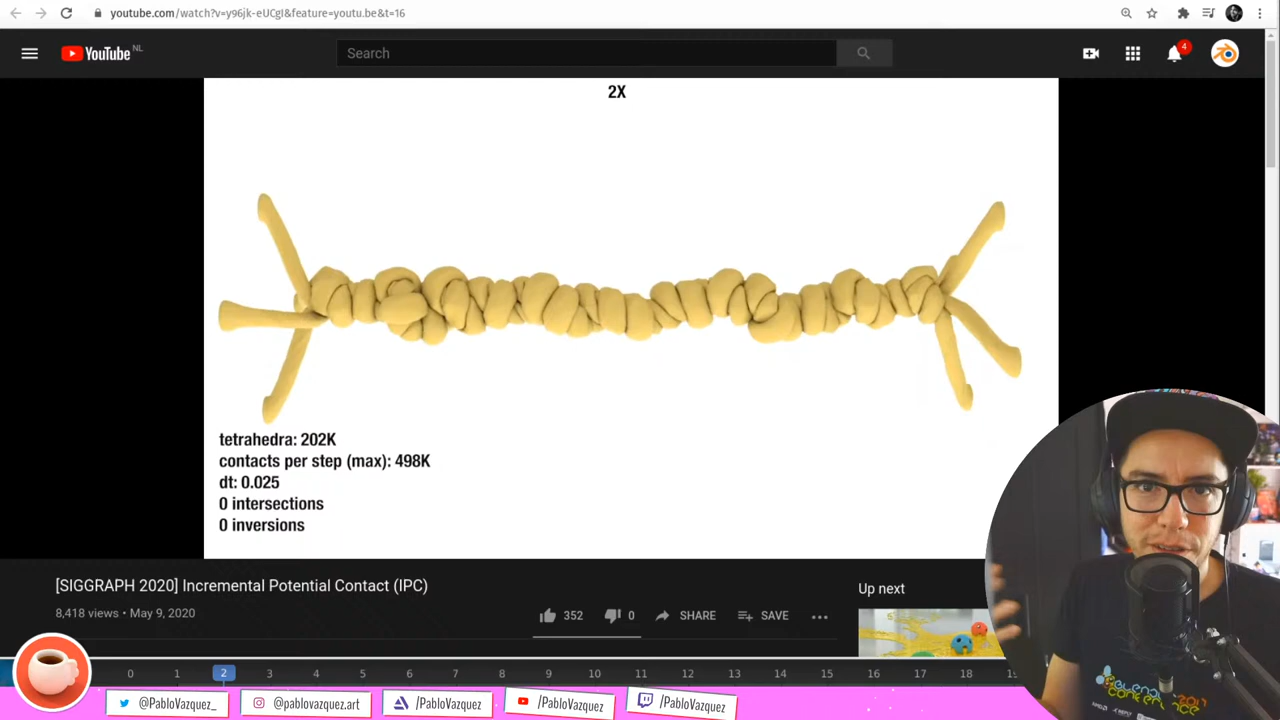 youtube.com/watch?v=y96jk-eUCgI&feature=youtu.be&t=16
YouTube NL
Search
4
2X
tetrahedra: 202K
contacts per step (max): 498K
dt: 0.025
0 intersections
0 inversions
[SIGGRAPH 2020] Incremental Potential Contact (IPC)
8,418 views • May 9, 2020
352
0
SHARE
SAVE
Up next
0 1 2 3 4 5 6 7 8 9 10 11 12 13 14 15 16 17 18
@PabloVazquez_
@pablovazquez.art
/PabloVazquez
/PabloVazquez
/PabloVazquez